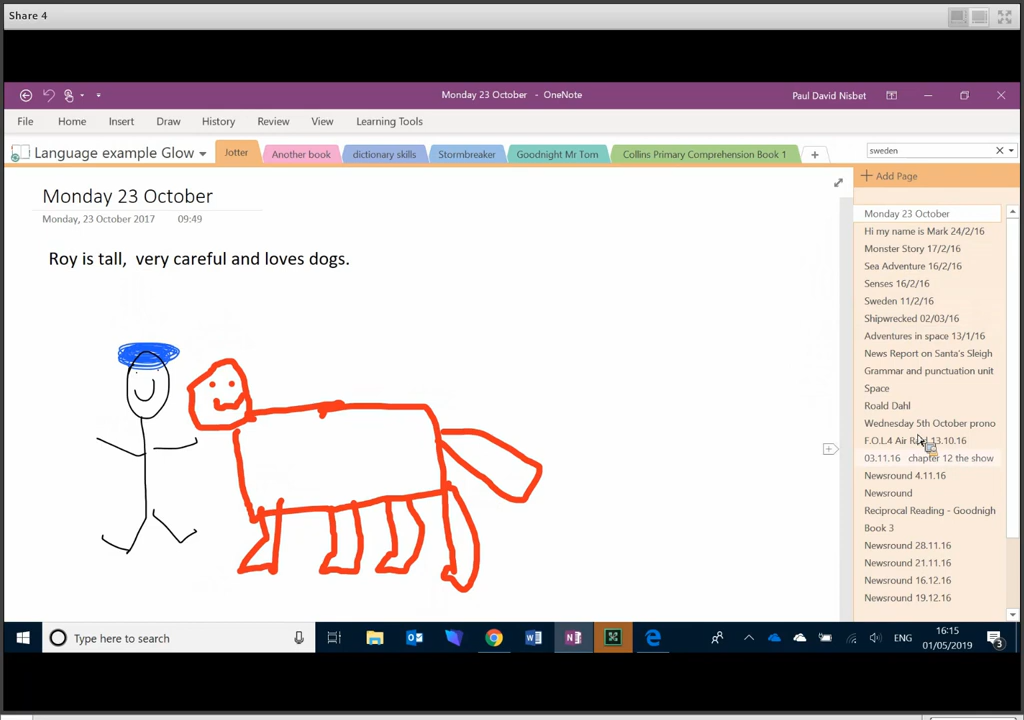 Share 4
Monday 23 October - OneNote
Paul David Nisbet
File Home Insert Draw History Review View Learning Tools
Language example Glow
Jotter
Another book
dictionary skills
Stormbreaker
Goodnight Mr Tom
Collins Primary Comprehension Book 1
sweden
Add Page
Monday 23 October
Monday, 23 October 2017 09:49
Roy is tall, very careful and loves dogs.
Monday 23 October
Hi my name is Mark 24/2/16
Monster Story 17/2/16
Sea Adventure 16/2/16
Senses 16/2/16
Sweden 11/2/16
Shipwrecked 02/03/16
Adventures in space 13/1/16
News Report on Santa's Sleigh
Grammar and punctuation unit
Space
Roald Dahl
Wednesday 5th October prono
F.O.L4 Air 13.10.16
03.11.16 chapter 12 the show
Newsround 4.11.16
Newsround
Reciprocal Reading - Goodnigh
Book 3
Newsround 28.11.16
Newsround 21.11.16
Newsround 16.12.16
Newsround 19.12.16
Type here to search
ENG
16:15
01/05/2019
3